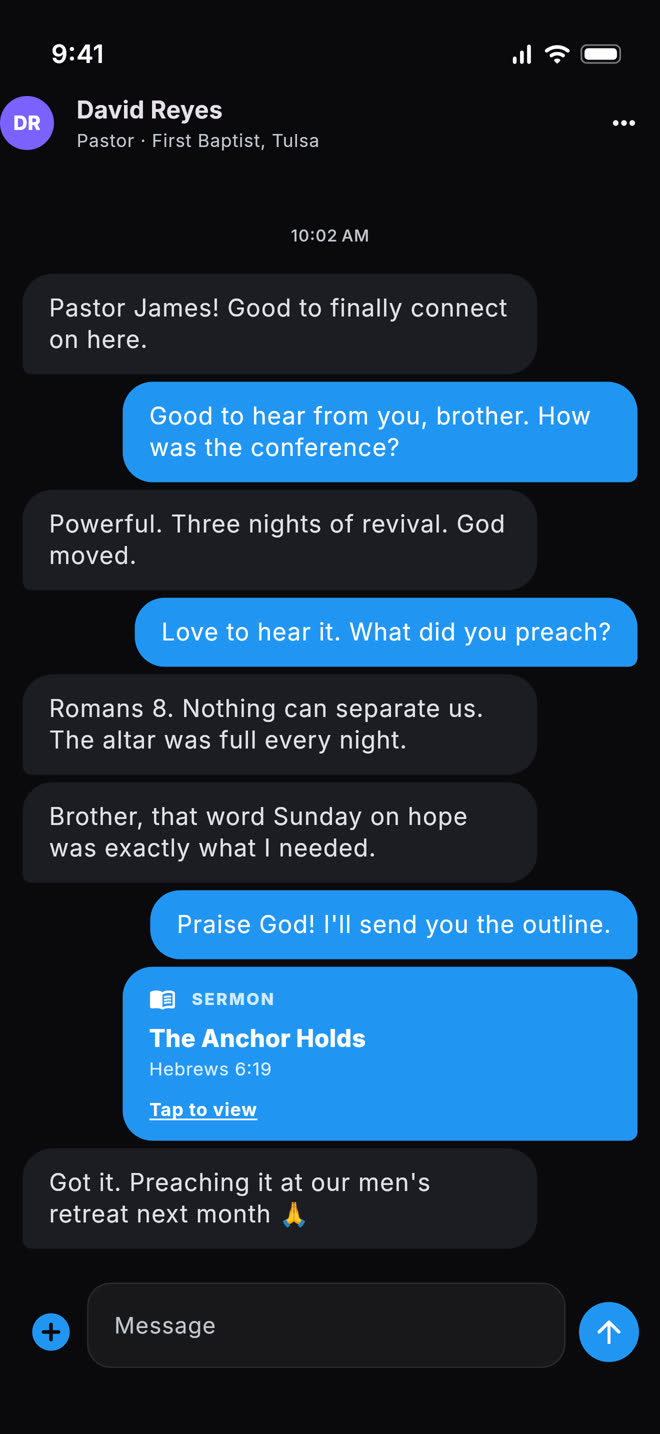 9:41
DR
David Reyes
Pastor · First Baptist, Tulsa
10:02 AM
Pastor James! Good to finally connect
on here.
Good to hear from you, brother. How
was the conference?
Powerful. Three nights of revival. God
moved.
Love to hear it. What did you preach?
Romans 8. Nothing can separate us.
The altar was full every night.
Brother, that word Sunday on hope
was exactly what I needed.
Praise God! I'll send you the outline.
SERMON
The Anchor Holds
Hebrews 6:19
Tap to view
Got it. Preaching it at our men's
retreat next month 🙏
Message